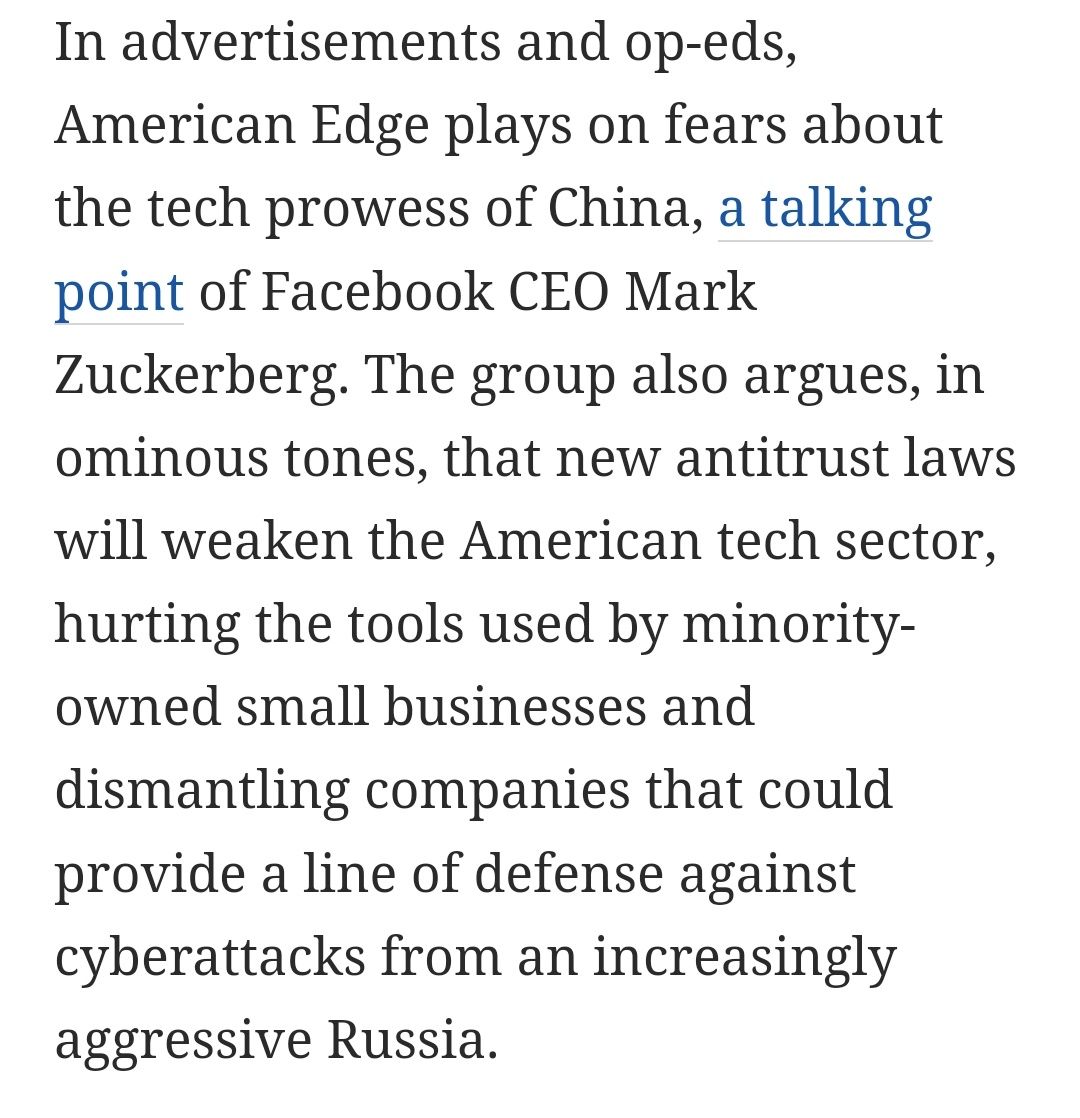 In advertisements and op-eds,
American Edge plays on fears about
the tech prowess of China, a talking
point of Facebook CEO Mark
Zuckerberg. The group also argues, in
ominous tones, that new antitrust laws
will weaken the American tech sector,
hurting the tools used by minority-
owned small businesses and
dismantling companies that could
provide a line of defense against
cyberattacks from an increasingly
aggressive Russia.